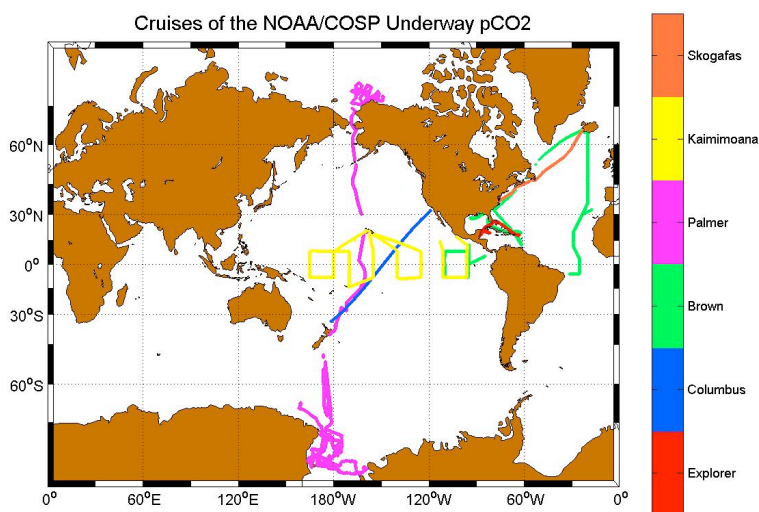 Cruises of the NOAA/COSP Underway pCO2
Skogafas
Kaimimoana
Palmer
Brown
Columbus
Explorer
60°N
30°N
0°
30°S
60°S
0°
60°E
120°E
180°W
120°W
60°W
0°